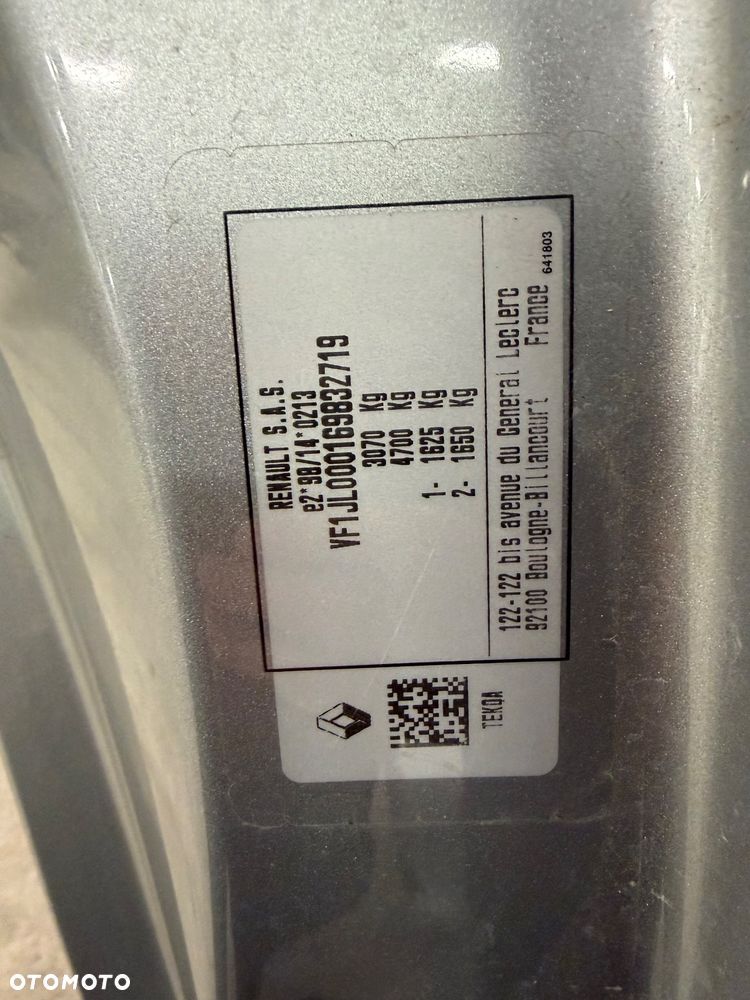 RENAULT S.A.S.
e2*98/14*0213
VF1JL000169832719
3070 Kg
4700 Kg
1- 1625 Kg
2- 1650 Kg
122-122 bis avenue du General Leclerc
92100 Boulogne-Billancourt France
641803
TEKQA
OTOMOTO